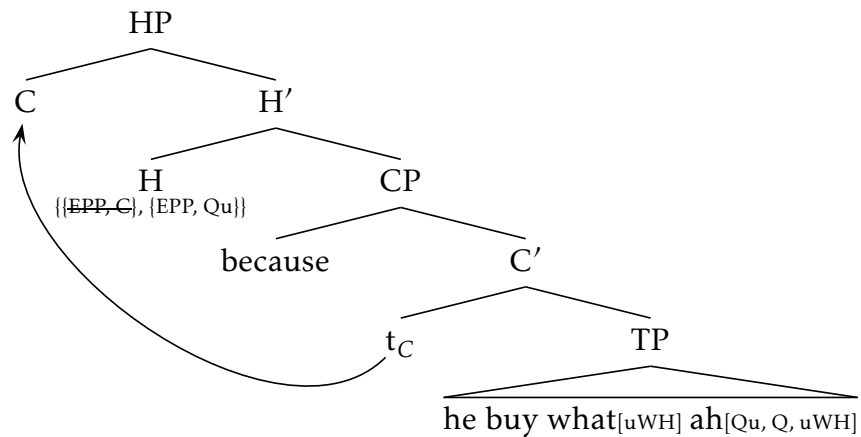 HP
C H′
H CP
{{EPP, C}, {EPP, Qu}}
because C′
t_C TP
he buy what[uWH] ah[Qu, Q, uWH]